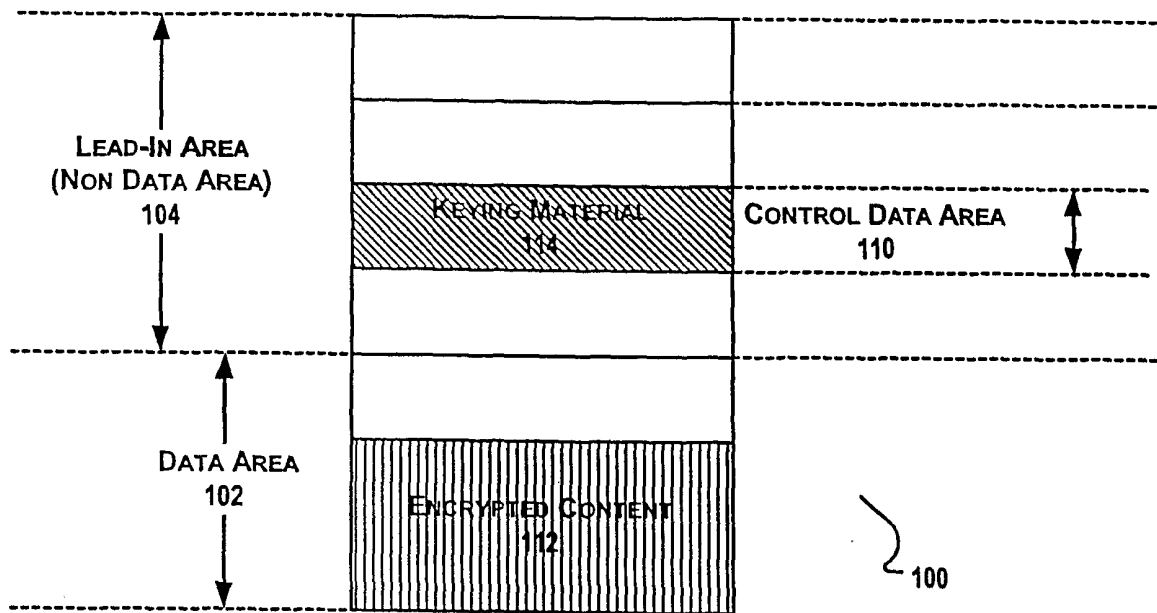 LEAD-IN AREA
(NON DATA AREA)
104
KEYING MATERIAL
114
CONTROL DATA AREA
110
DATA AREA
102
ENCRYPTED CONTENT
112
100